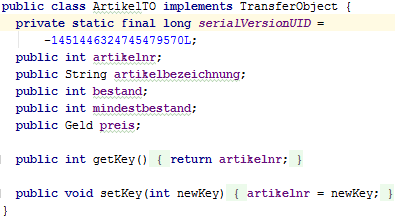 public class ArtikelTO implements TransferObject {
private static final long serialVersionUID =
-1451446324745479570L;
public int artikelnr;
public String artikelbezeichnung;
public int bestand;
public int mindestbestand;
public Geld preis;
public int getKey() { return artikelnr; }
public void setKey(int newKey) { artikelnr = newKey; }
}